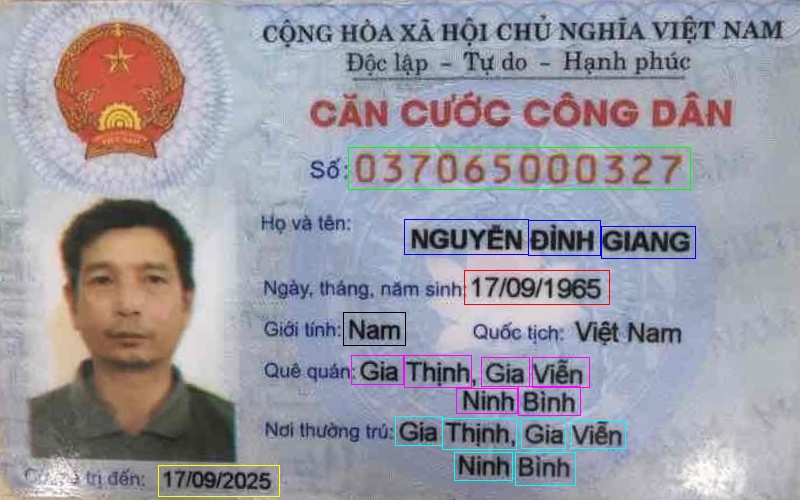 CỘNG HÒA XÃ HỘI CHỦ NGHĨA VIỆT NAM
Độc lập - Tự do - Hạnh phúc
CĂN CƯỚC CÔNG DÂN
Số: 037065000327
Họ và tên: NGUYỄN ĐÌNH GIANG
Ngày, tháng, năm sinh: 17/09/1965
Giới tính: Nam Quốc tịch: Việt Nam
Quê quán: Gia Thịnh, Gia Viễn
Ninh Bình
Nơi thường trú: Gia Thịnh, Gia Viễn
Ninh Bình
trị đến: 17/09/2025